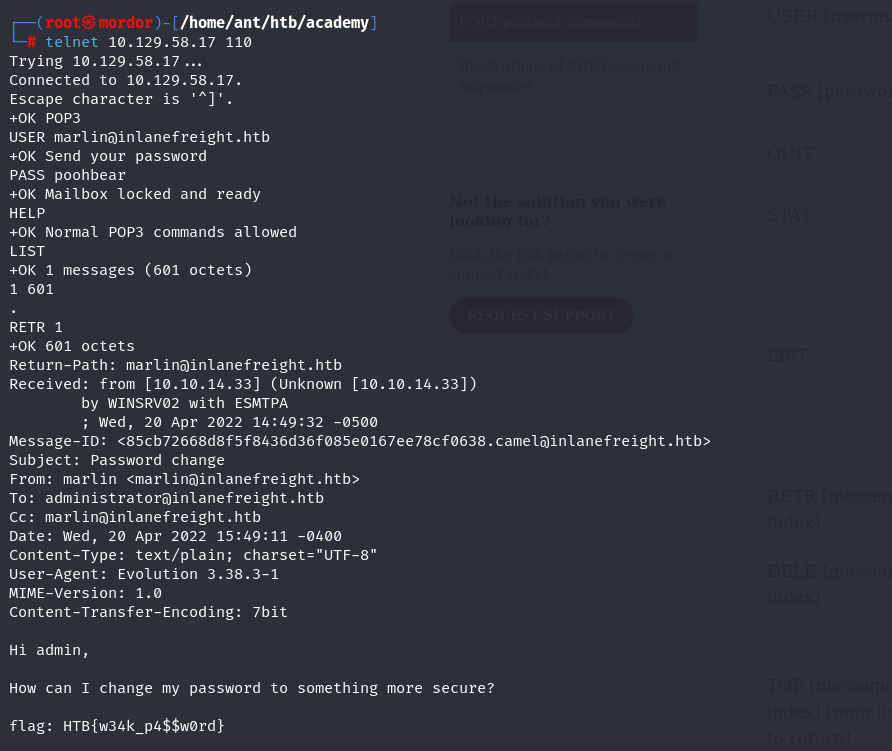 ┌──(root㉿mordor)-[/home/ant/htb/academy]
└─# telnet 10.129.58.17 110
Trying 10.129.58.17...
Connected to 10.129.58.17.
Escape character is '^]'.
+OK POP3
USER marlin@inlanefreight.htb
+OK Send your password
PASS poohbear
+OK Mailbox locked and ready
HELP
+OK Normal POP3 commands allowed
LIST
+OK 1 messages (601 octets)
1 601
.
RETR 1
+OK 601 octets
Return-Path: marlin@inlanefreight.htb
Received: from [10.10.14.33] (Unknown [10.10.14.33])
        by WINSRV02 with ESMTPA
        ; Wed, 20 Apr 2022 14:49:32 -0500
Message-ID: <85cb72668d8f5f8436d36f085e0167ee78cf0638.camel@inlanefreight.htb>
Subject: Password change
From: marlin <marlin@inlanefreight.htb>
To: administrator@inlanefreight.htb
Cc: marlin@inlanefreight.htb
Date: Wed, 20 Apr 2022 15:49:11 -0400
Content-Type: text/plain; charset="UTF-8"
User-Agent: Evolution 3.38.3-1
MIME-Version: 1.0
Content-Transfer-Encoding: 7bit
Hi admin,
How can I change my password to something more secure?
flag: HTB{w34k_p4$$w0rd}
POP3 protocol commands
Illustrations of POP3 command
sequences
Not the solution you were
looking for?
Click the link below to create a
support ticket
REQUEST SUPPORT
USER [userna
PASS [passwor
QUIT
STAT
LIST
RETR [messag
index]
DELE [messag
index]
TOP [message
index] [num li
to return]